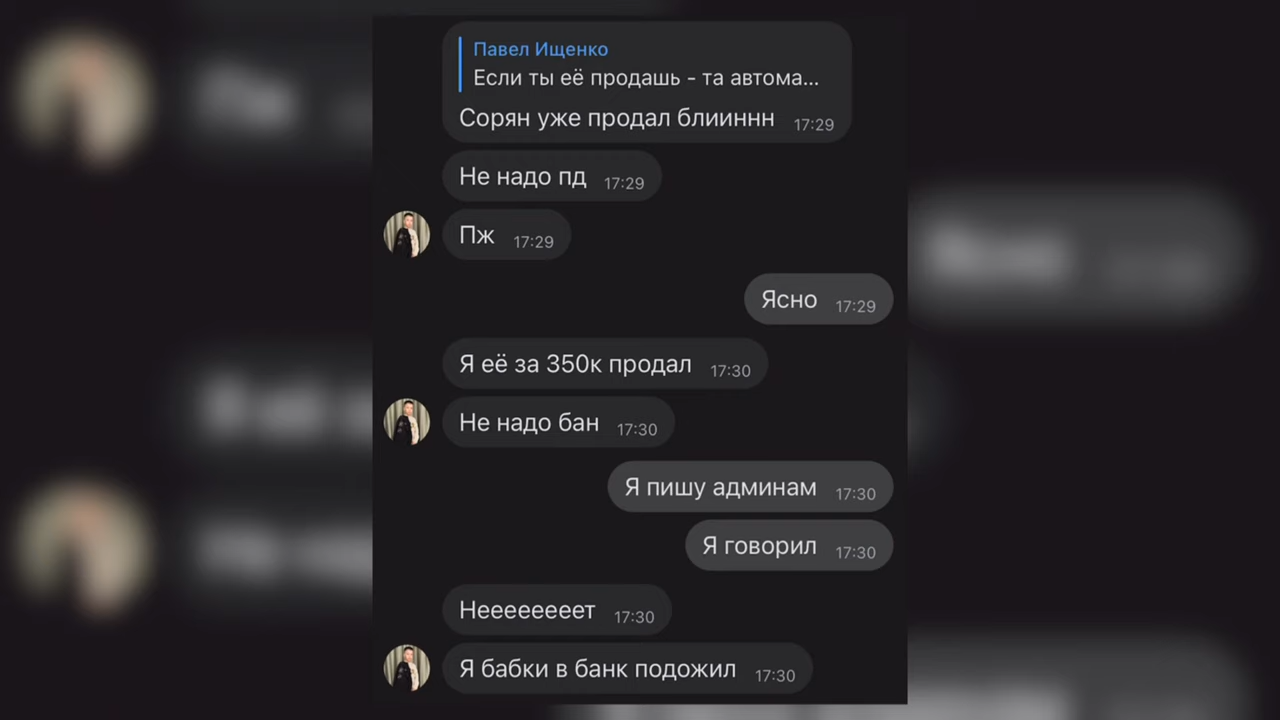 Павел Ищенко
Если ты её продашь - та автома...
Сорян уже продал блииннн 17:29
Не надо пд 17:29
Пж 17:29
Ясно 17:29
Я её за 350к продал 17:30
Не надо бан 17:30
Я пишу админам 17:30
Я говорил 17:30
Неееееееет 17:30
Я бабки в банк подожил 17:30